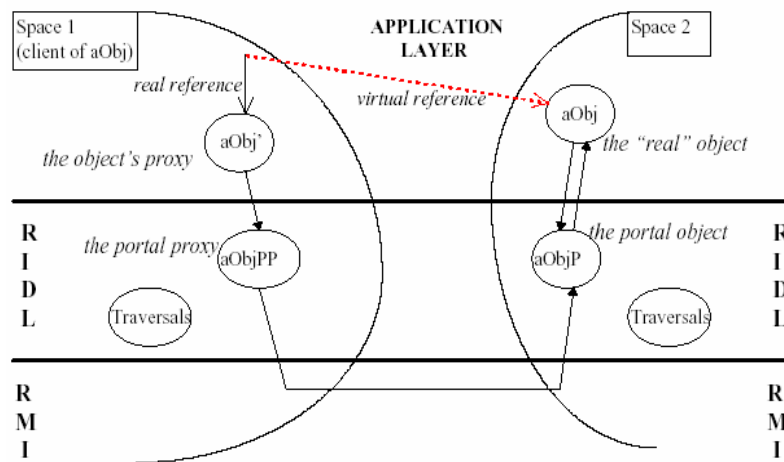 Space 1
(client of aObj)
APPLICATION
LAYER
Space 2
real reference
virtual reference
aObj
aObj’
the “real” object
the object’s proxy
R
I
D
L
the portal proxy
aObjPP
the portal object
aObjP
R
I
D
L
Traversals
Traversals
R
M
I
R
M
I